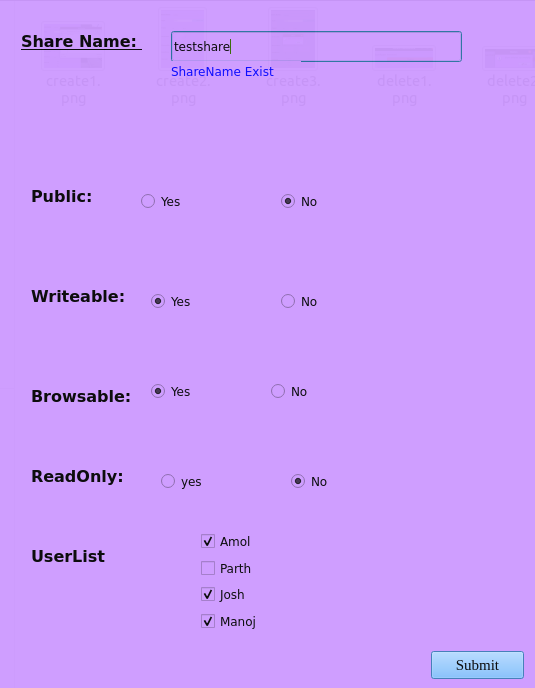 Share Name: testshare
ShareName Exist
create1. create2. create3. delete1. delete2
png png png png png
Public: Yes No
Writeable: Yes No
Browsable: Yes No
ReadOnly: yes No
UserList Amol
Parth
Josh
Manoj
Submit